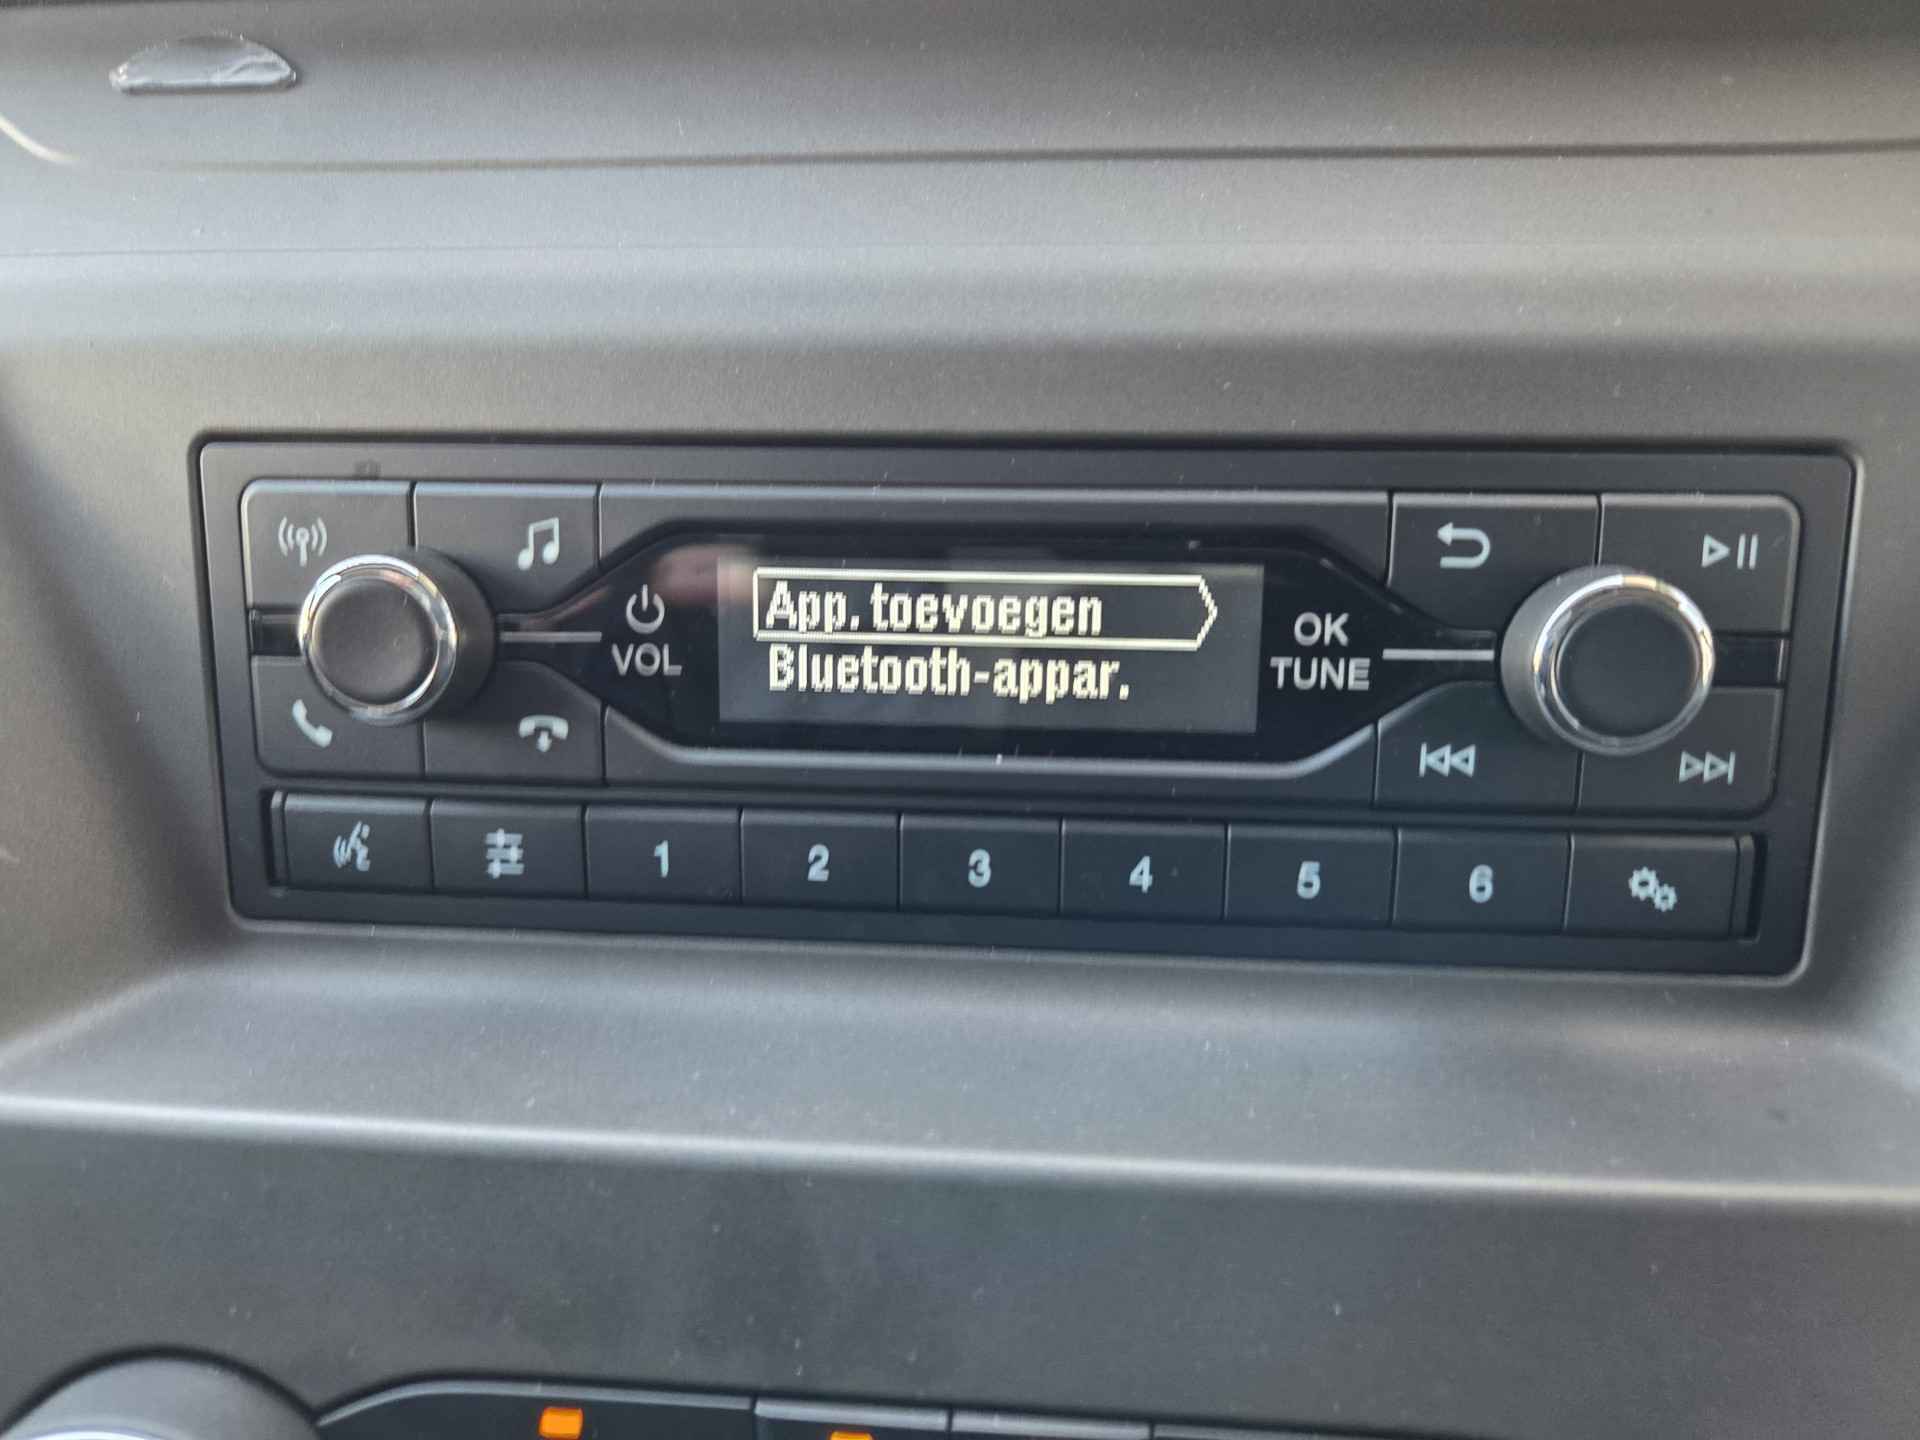 App. toevoegen
Bluetooth-appar.
VOL
OK
TUNE
1 2 3 4 5 6